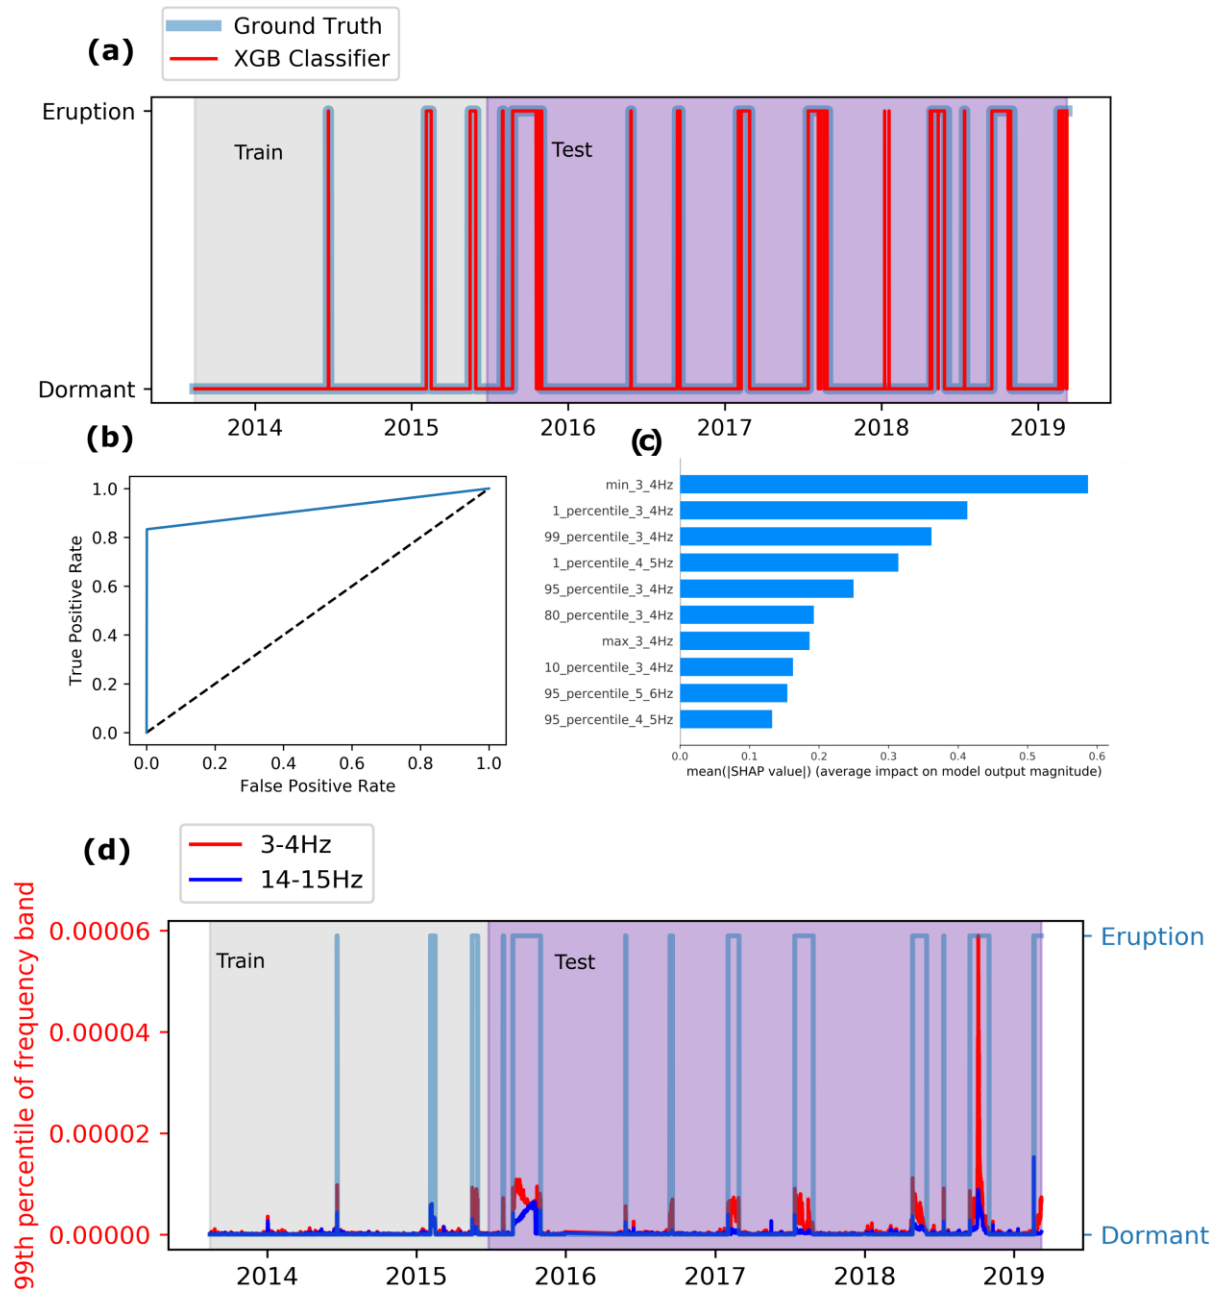 (a)
Ground Truth
XGB Classifier
Eruption
Dormant
Train
Test
2014 2015 2016 2017 2018 2019
(b)
True Positive Rate
1.0
0.8
0.6
0.4
0.2
0.0
0.0 0.2 0.4 0.6 0.8 1.0
False Positive Rate
(c)
min_3_4Hz
1_percentile_3_4Hz
99_percentile_3_4Hz
1_percentile_4_5Hz
95_percentile_3_4Hz
80_percentile_3_4Hz
max_3_4Hz
10_percentile_3_4Hz
95_percentile_5_6Hz
95_percentile_4_5Hz
0.0 0.1 0.2 0.3 0.4 0.5 0.6
mean(|SHAP value|) (average impact on model output magnitude)
(d)
3-4Hz
14-15Hz
99th percentile of frequency band
0.00006
0.00004
0.00002
0.00000
Train
Test
Eruption
Dormant
2014 2015 2016 2017 2018 2019